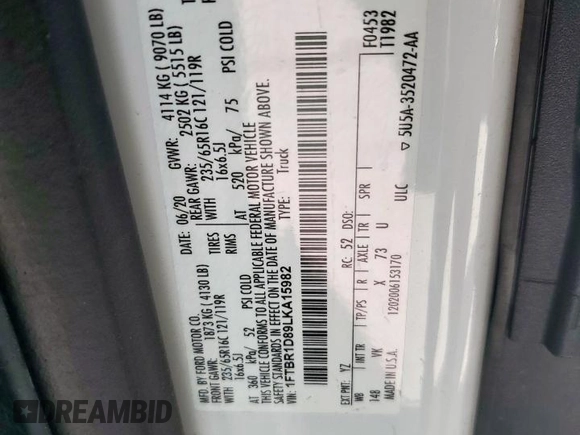 MFD. BY FORD MOTOR CO.
DATE: 06/20 GVWR: 4114 KG ( 9070 LB)
FRONT GAWR: 1873 KG ( 4130 LB) REAR GAWR: 2502 KG ( 5515 LB)
WITH 235/65R16C 121/119R TIRES WITH 235/65R16C 121/119R
16x6.5J RIMS 16x6.5J
AT 360 kPa/ 52 PSI COLD AT 520 kPa/ 75 PSI COLD
THIS VEHICLE CONFORMS TO ALL APPLICABLE FEDERAL MOTOR VEHICLE
SAFETY STANDARDS IN EFFECT ON THE DATE OF MANUFACTURE SHOWN ABOVE.
VIN: 1FTBR1D89LKA15982 TYPE: Truck
F0453
T1982
EXT PNT: YZ RC: 52 DSO:
WB INT TR TP/PS R AXLE TR SPR
148 VK X 73 U ULC
MADE IN U.S.A. 1202006153170 ▽ 5U5A-3520472-AA
DREAMBID